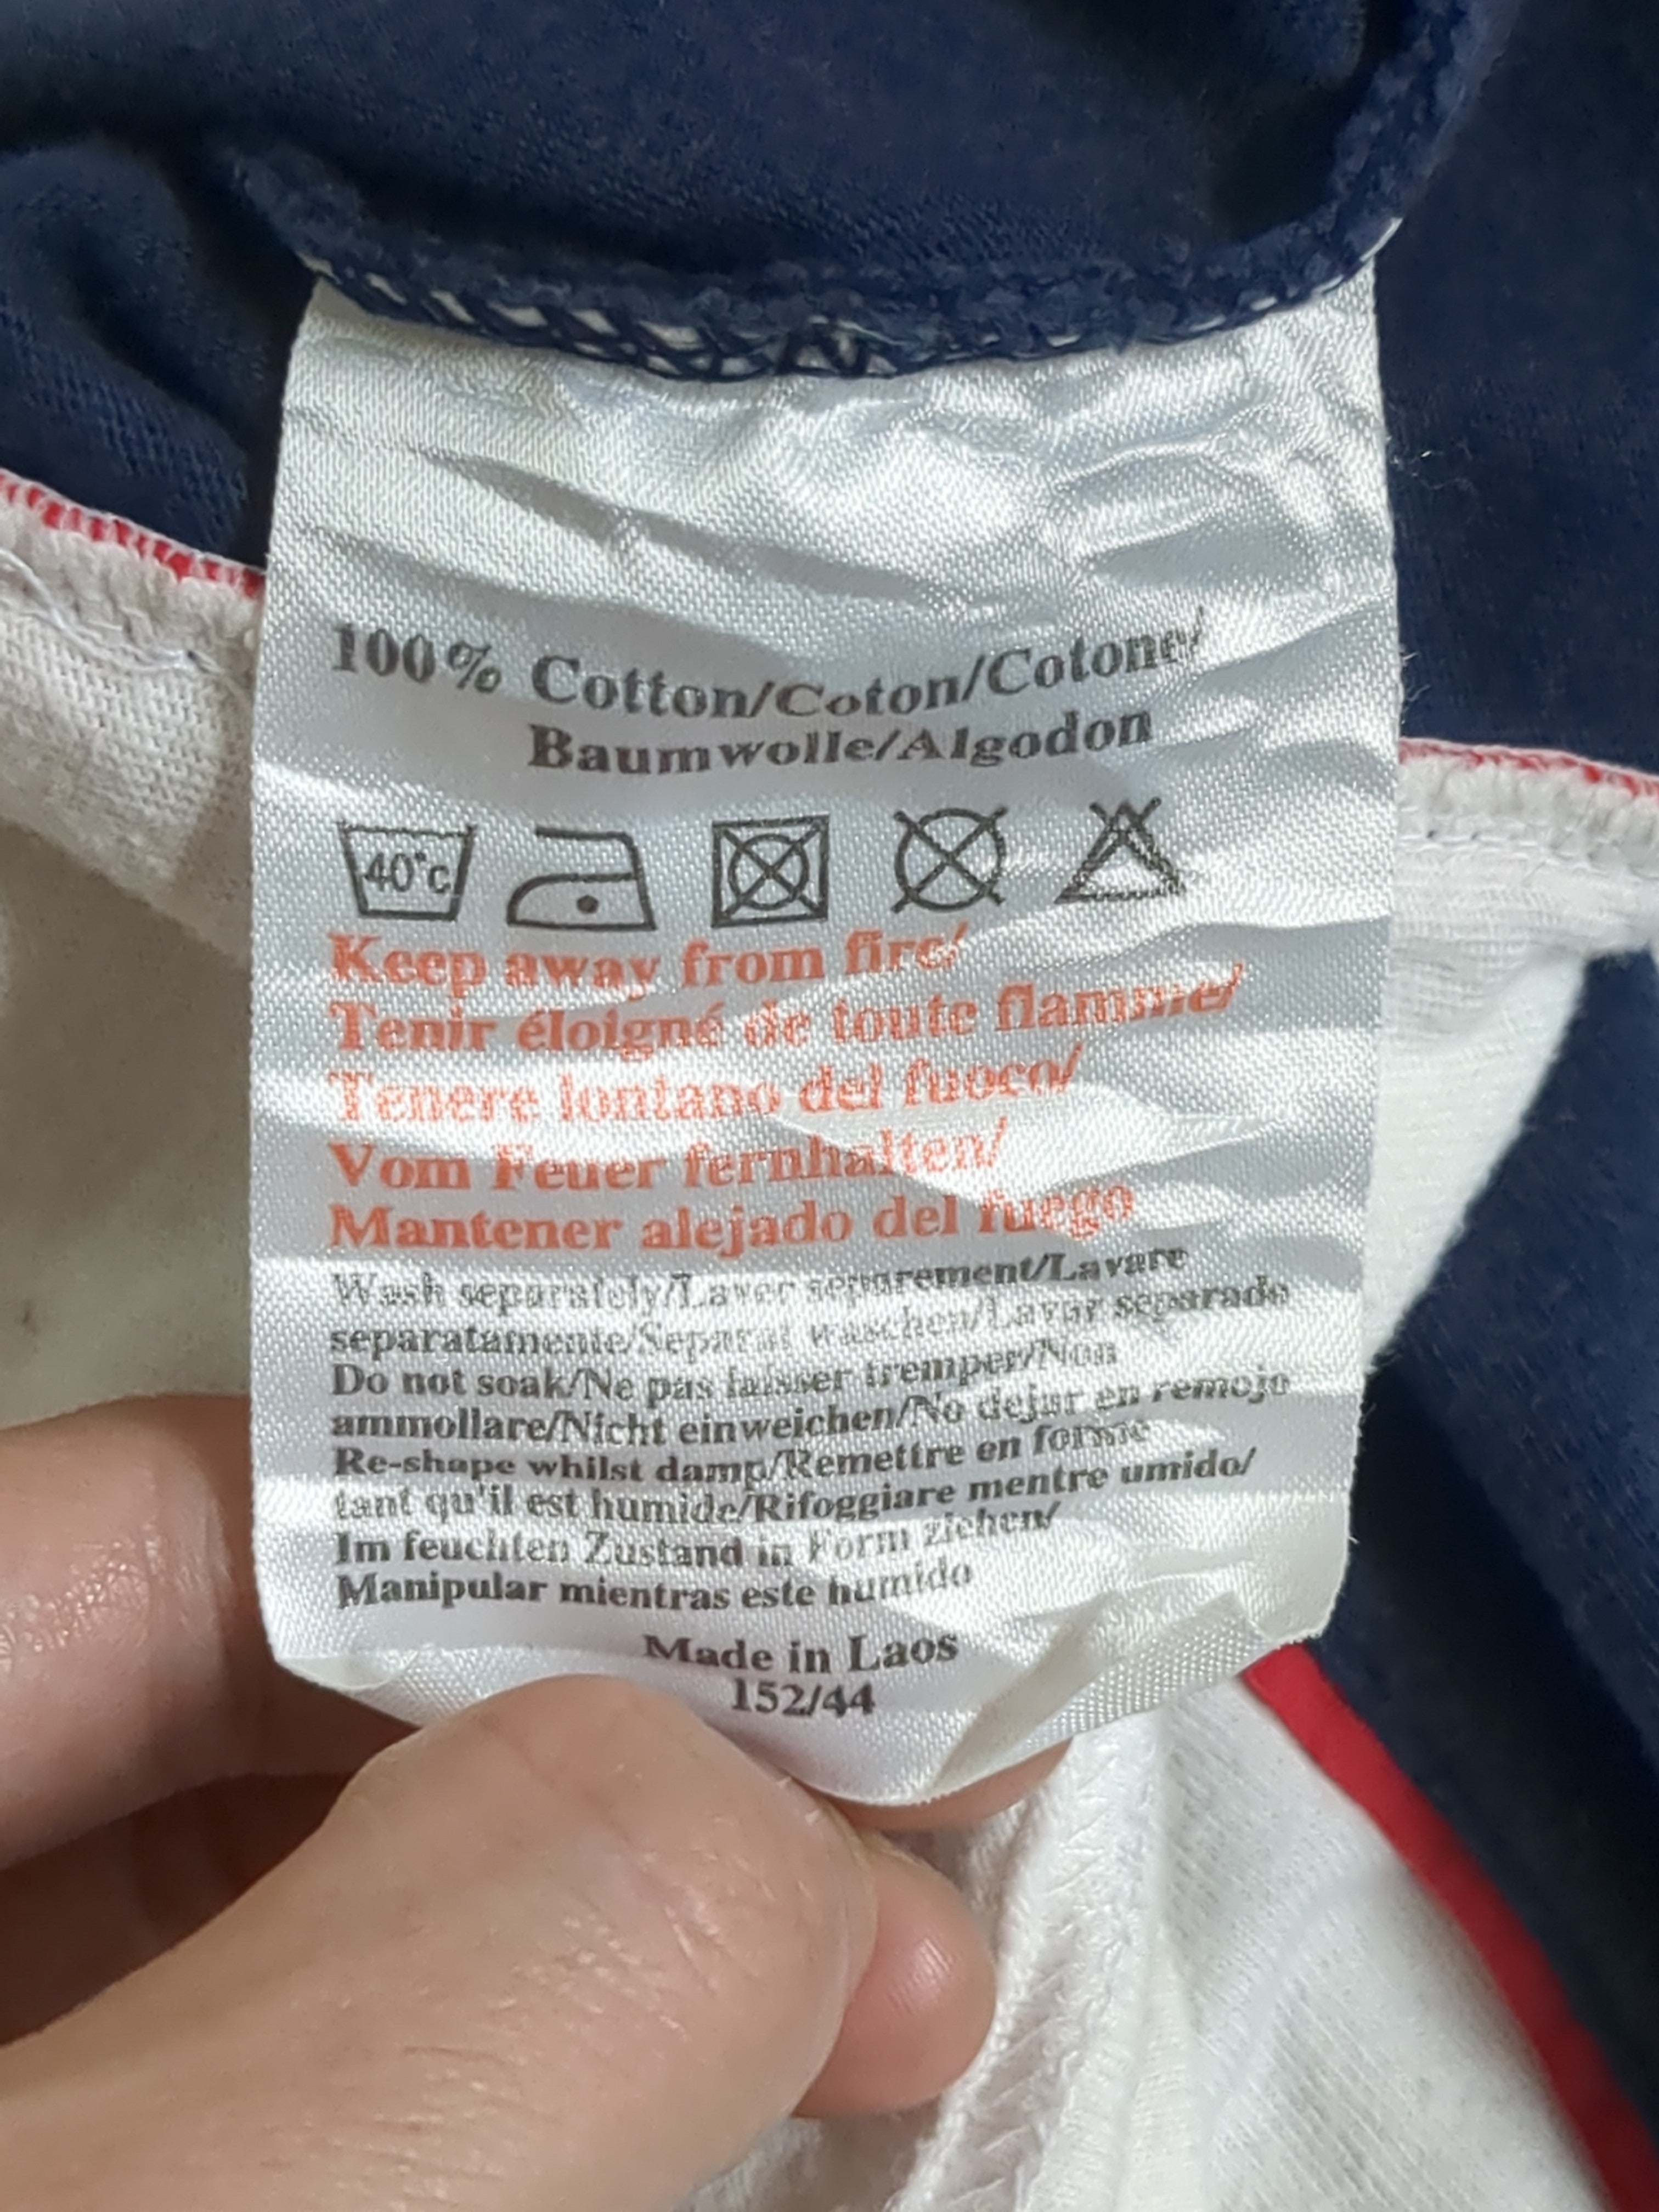 100% Cotton/Coton/Cotone/
Baumwolle/Algodon
40°c
Keep away from fire/
Tenir éloigné de toute flamme/
Tenere lontano del fuoco/
Vom Feuer fernhalten/
Mantener alejado del fuego
Wash separately/Laver separement/Lavare
separatamente/Separat waschen/Lavar separado
Do not soak/Ne pas laisser tremper/Non
ammollare/Nicht einweichen/No dejar en remojo
Re-shape whilst damp/Remettre en forme
tant qu'il est humide/Rifoggiare mentre umido/
Im feuchten Zustand in Form ziehen/
Manipular mientras este humido
Made in Laos
152/44